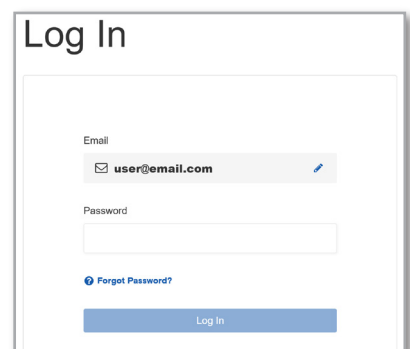 Log In
Email
user@email.com
Password
Forgot Password?
Log In